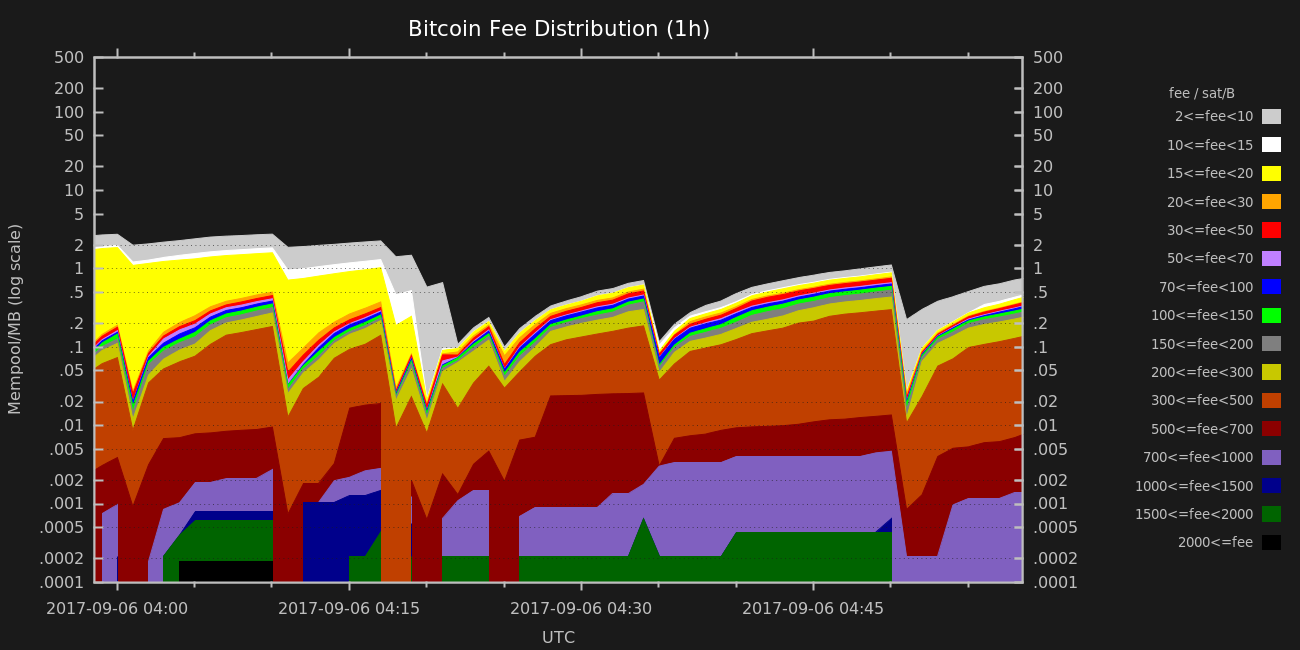 Bitcoin Fee Distribution (1h)
Mempool/MB (log scale)
500
200
100
50
20
10
5
2
1
.5
.2
.1
.05
.02
.01
.005
.002
.001
.0005
.0002
.0001
500
200
100
50
20
10
5
2
1
.5
.2
.1
.05
.02
.01
.005
.002
.001
.0005
.0002
.0001
2017-09-06 04:00
2017-09-06 04:15
2017-09-06 04:30
2017-09-06 04:45
UTC
fee / sat/B
2<=fee<10
10<=fee<15
15<=fee<20
20<=fee<30
30<=fee<50
50<=fee<70
70<=fee<100
100<=fee<150
150<=fee<200
200<=fee<300
300<=fee<500
500<=fee<700
700<=fee<1000
1000<=fee<1500
1500<=fee<2000
2000<=fee